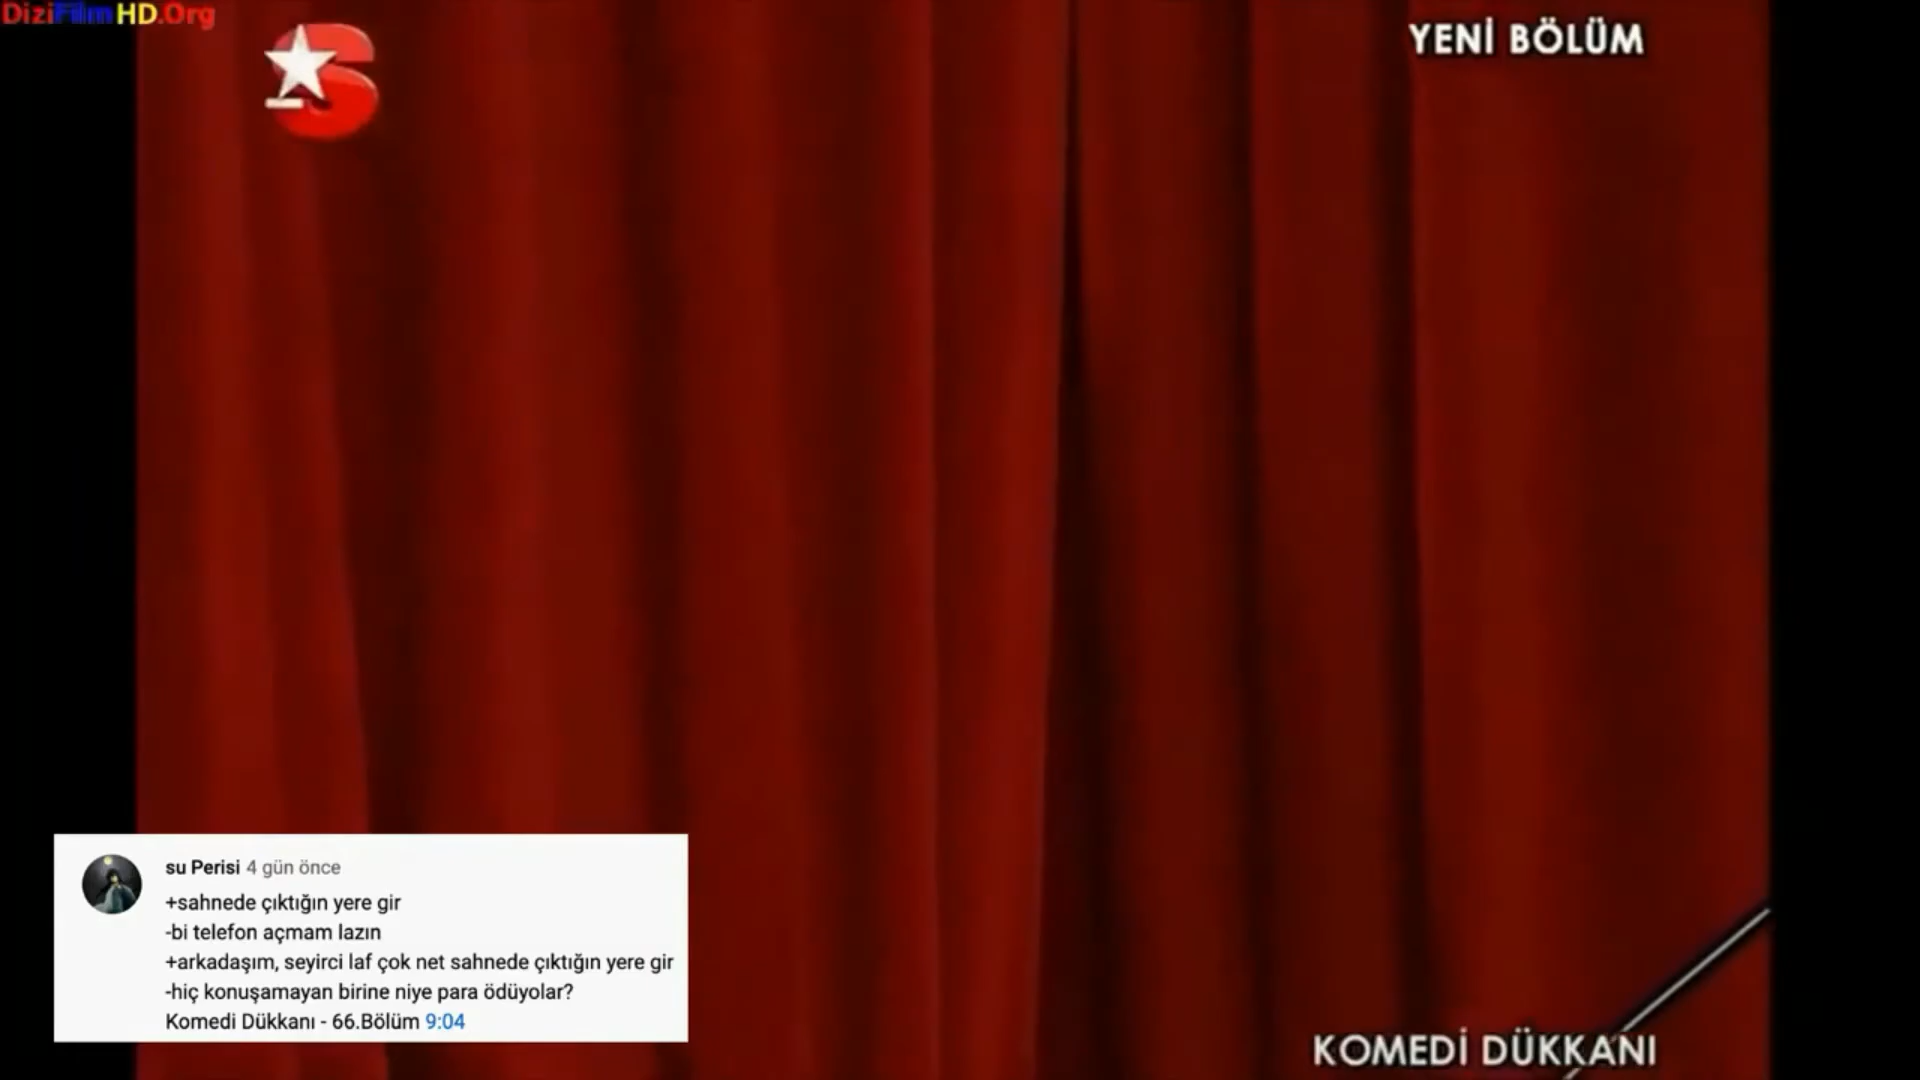 DiziFilmHD.Org
S
YENİ BÖLÜM
su Perisi 4 gün önce
+sahnede çıktığın yere gir
-bi telefon açmam lazın
+arkadaşım, seyirci laf çok net sahnede çıktığın yere gir
-hiç konuşamayan birine niye para ödüyolar?
Komedi Dükkanı - 66.Bölüm 9:04
KOMEDİ DÜKKANI